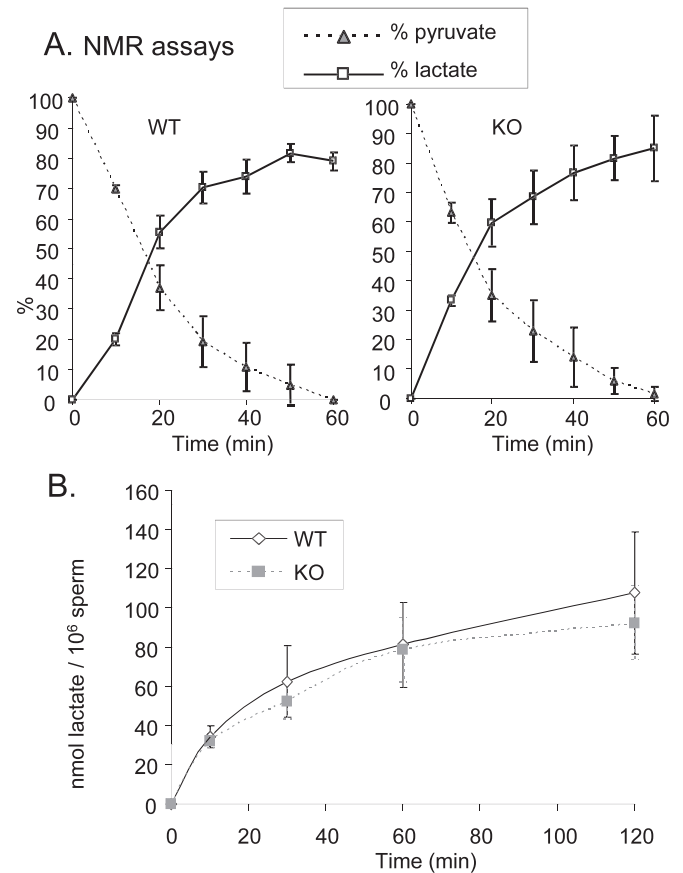 A. NMR assays
% pyruvate
% lactate
WT
100
90
80
70
60
50
40
30
20
10
0
%
0 20 40 60
Time (min)
KO
100
90
80
70
60
50
40
30
20
10
0
0 20 40 60
Time (min)
B.
WT
KO
160
140
120
100
80
60
40
20
0
nmol lactate / 10⁶ sperm
0 20 40 60 80 100 120
Time (min)